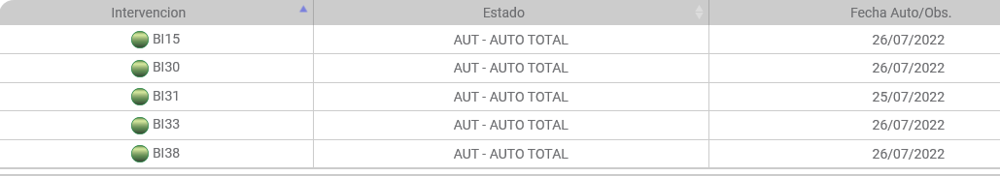 Intervencion Estado Fecha Auto/Obs.
BI15 AUT - AUTO TOTAL 26/07/2022
BI30 AUT - AUTO TOTAL 26/07/2022
BI31 AUT - AUTO TOTAL 25/07/2022
BI33 AUT - AUTO TOTAL 26/07/2022
BI38 AUT - AUTO TOTAL 26/07/2022